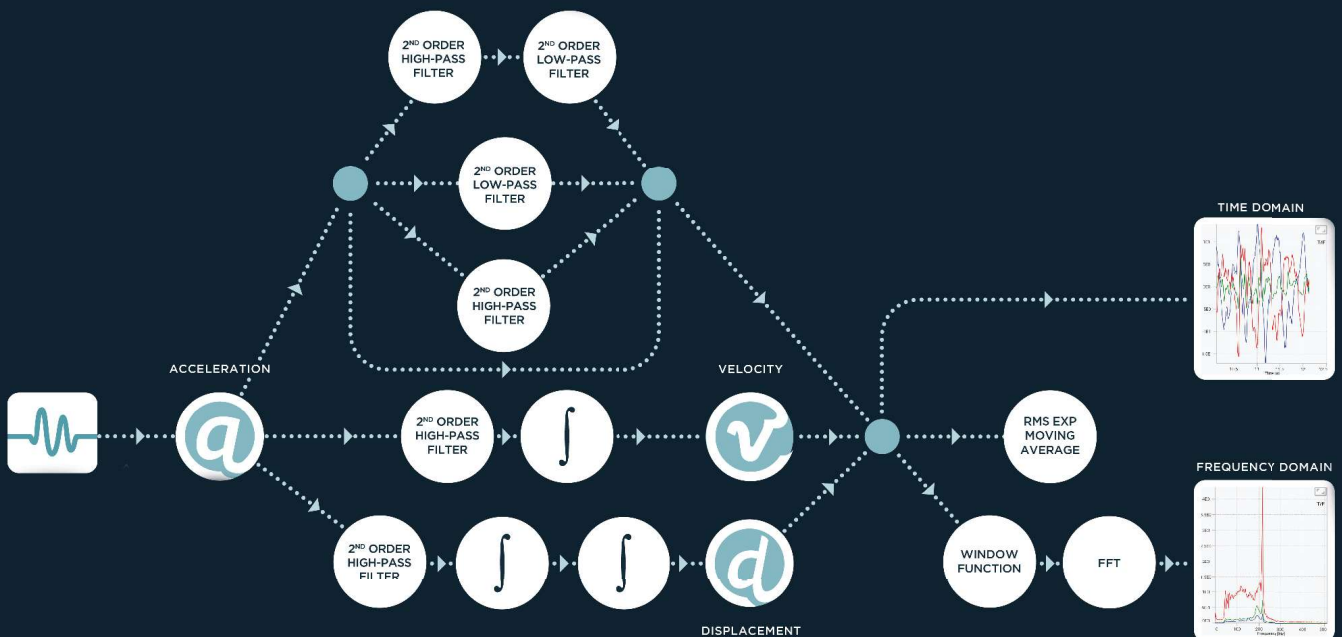 2ND ORDER
HIGH-PASS
FILTER
2ND ORDER
LOW-PASS
FILTER
2ND ORDER
LOW-PASS
FILTER
2ND ORDER
HIGH-PASS
FILTER
TIME DOMAIN
T/F
ACCELERATION
a
2ND ORDER
HIGH-PASS
FILTER
∫
VELOCITY
v
RMS EXP
MOVING
AVERAGE
2ND ORDER
HIGH-PASS
FILTER
∫
∫
d
DISPLACEMENT
WINDOW
FUNCTION
FFT
FREQUENCY DOMAIN
T/F